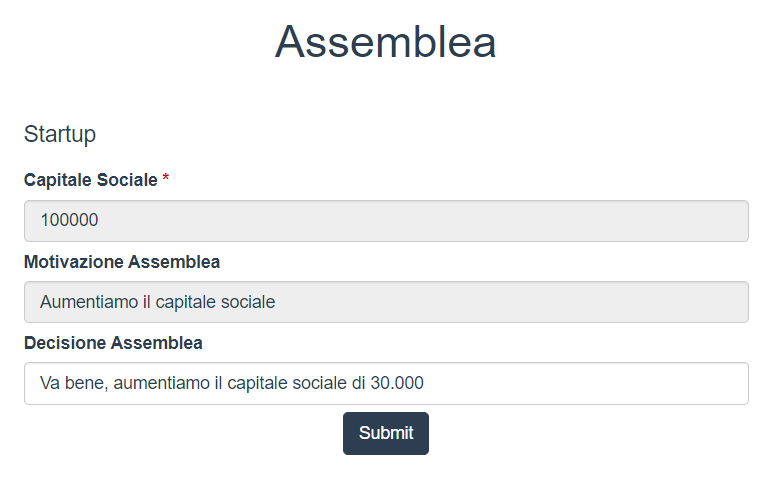 Assemblea
Startup
Capitale Sociale *
100000
Motivazione Assemblea
Aumentiamo il capitale sociale
Decisione Assemblea
Va bene, aumentiamo il capitale sociale di 30.000
Submit